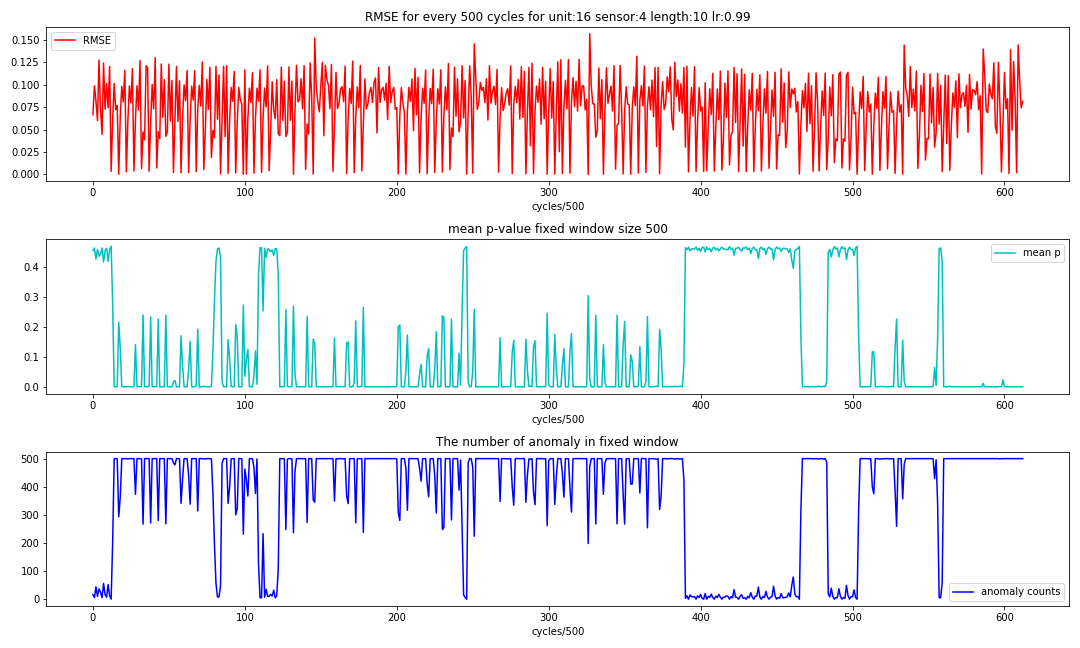 RMSE for every 500 cycles for unit:16 sensor:4 length:10 lr:0.99
RMSE
0.150
0.125
0.100
0.075
0.050
0.025
0.000
0 100 200 300 400 500 600
cycles/500
mean p-value fixed window size 500
mean p
0.4
0.3
0.2
0.1
0.0
0 100 200 300 400 500 600
cycles/500
The number of anomaly in fixed window
500
400
300
200
100
0
anomaly counts
0 100 200 300 400 500 600
cycles/500